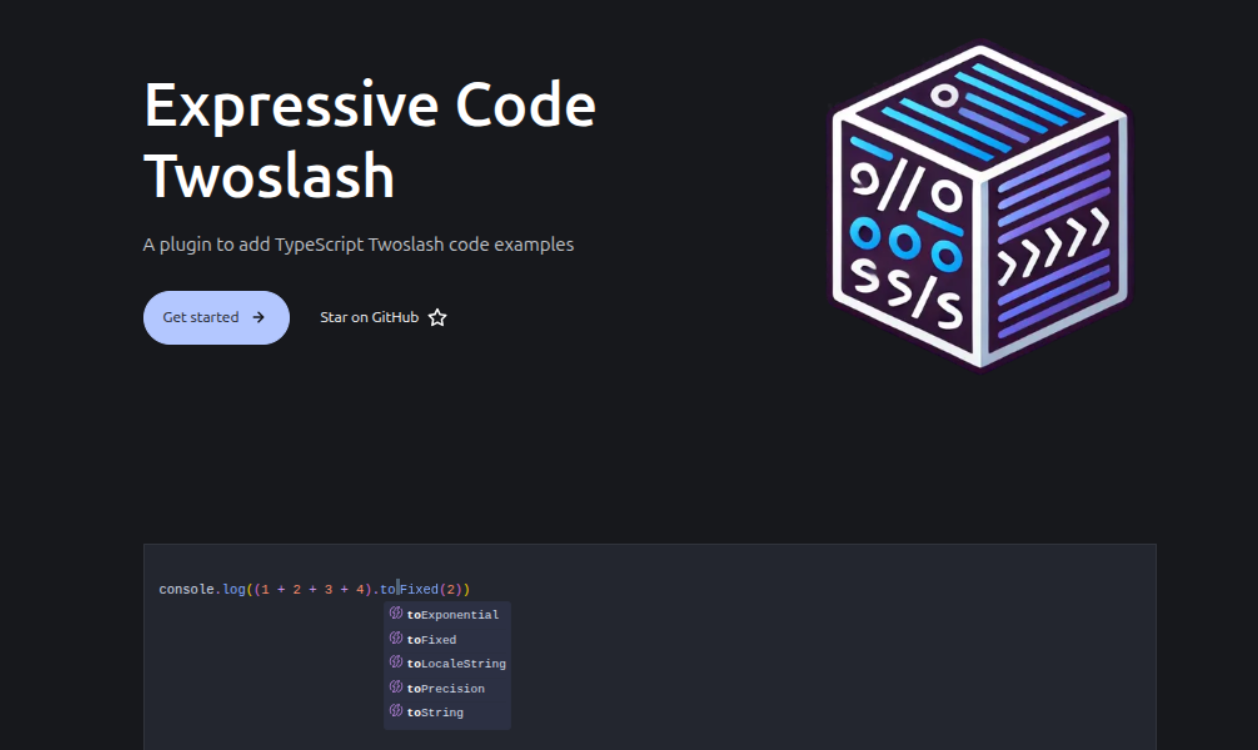 Expressive Code
Twoslash
A plugin to add TypeScript Twoslash code examples
Get started
Star on GitHub
console.log((1 + 2 + 3 + 4).toFixed(2))
toExponential
toFixed
toLocaleString
toPrecision
toString